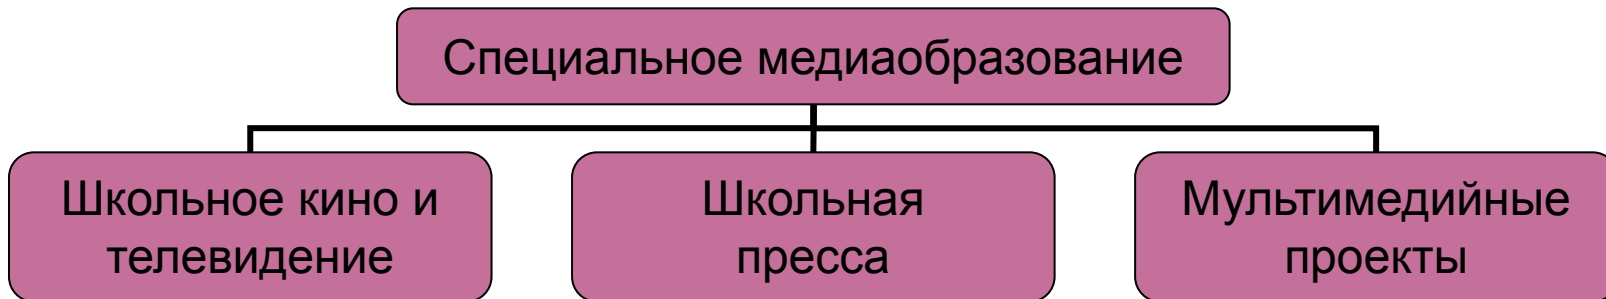 Специальное медиаобразование
Школьное кино и
телевидение
Школьная
пресса
Мультимедийные
проекты